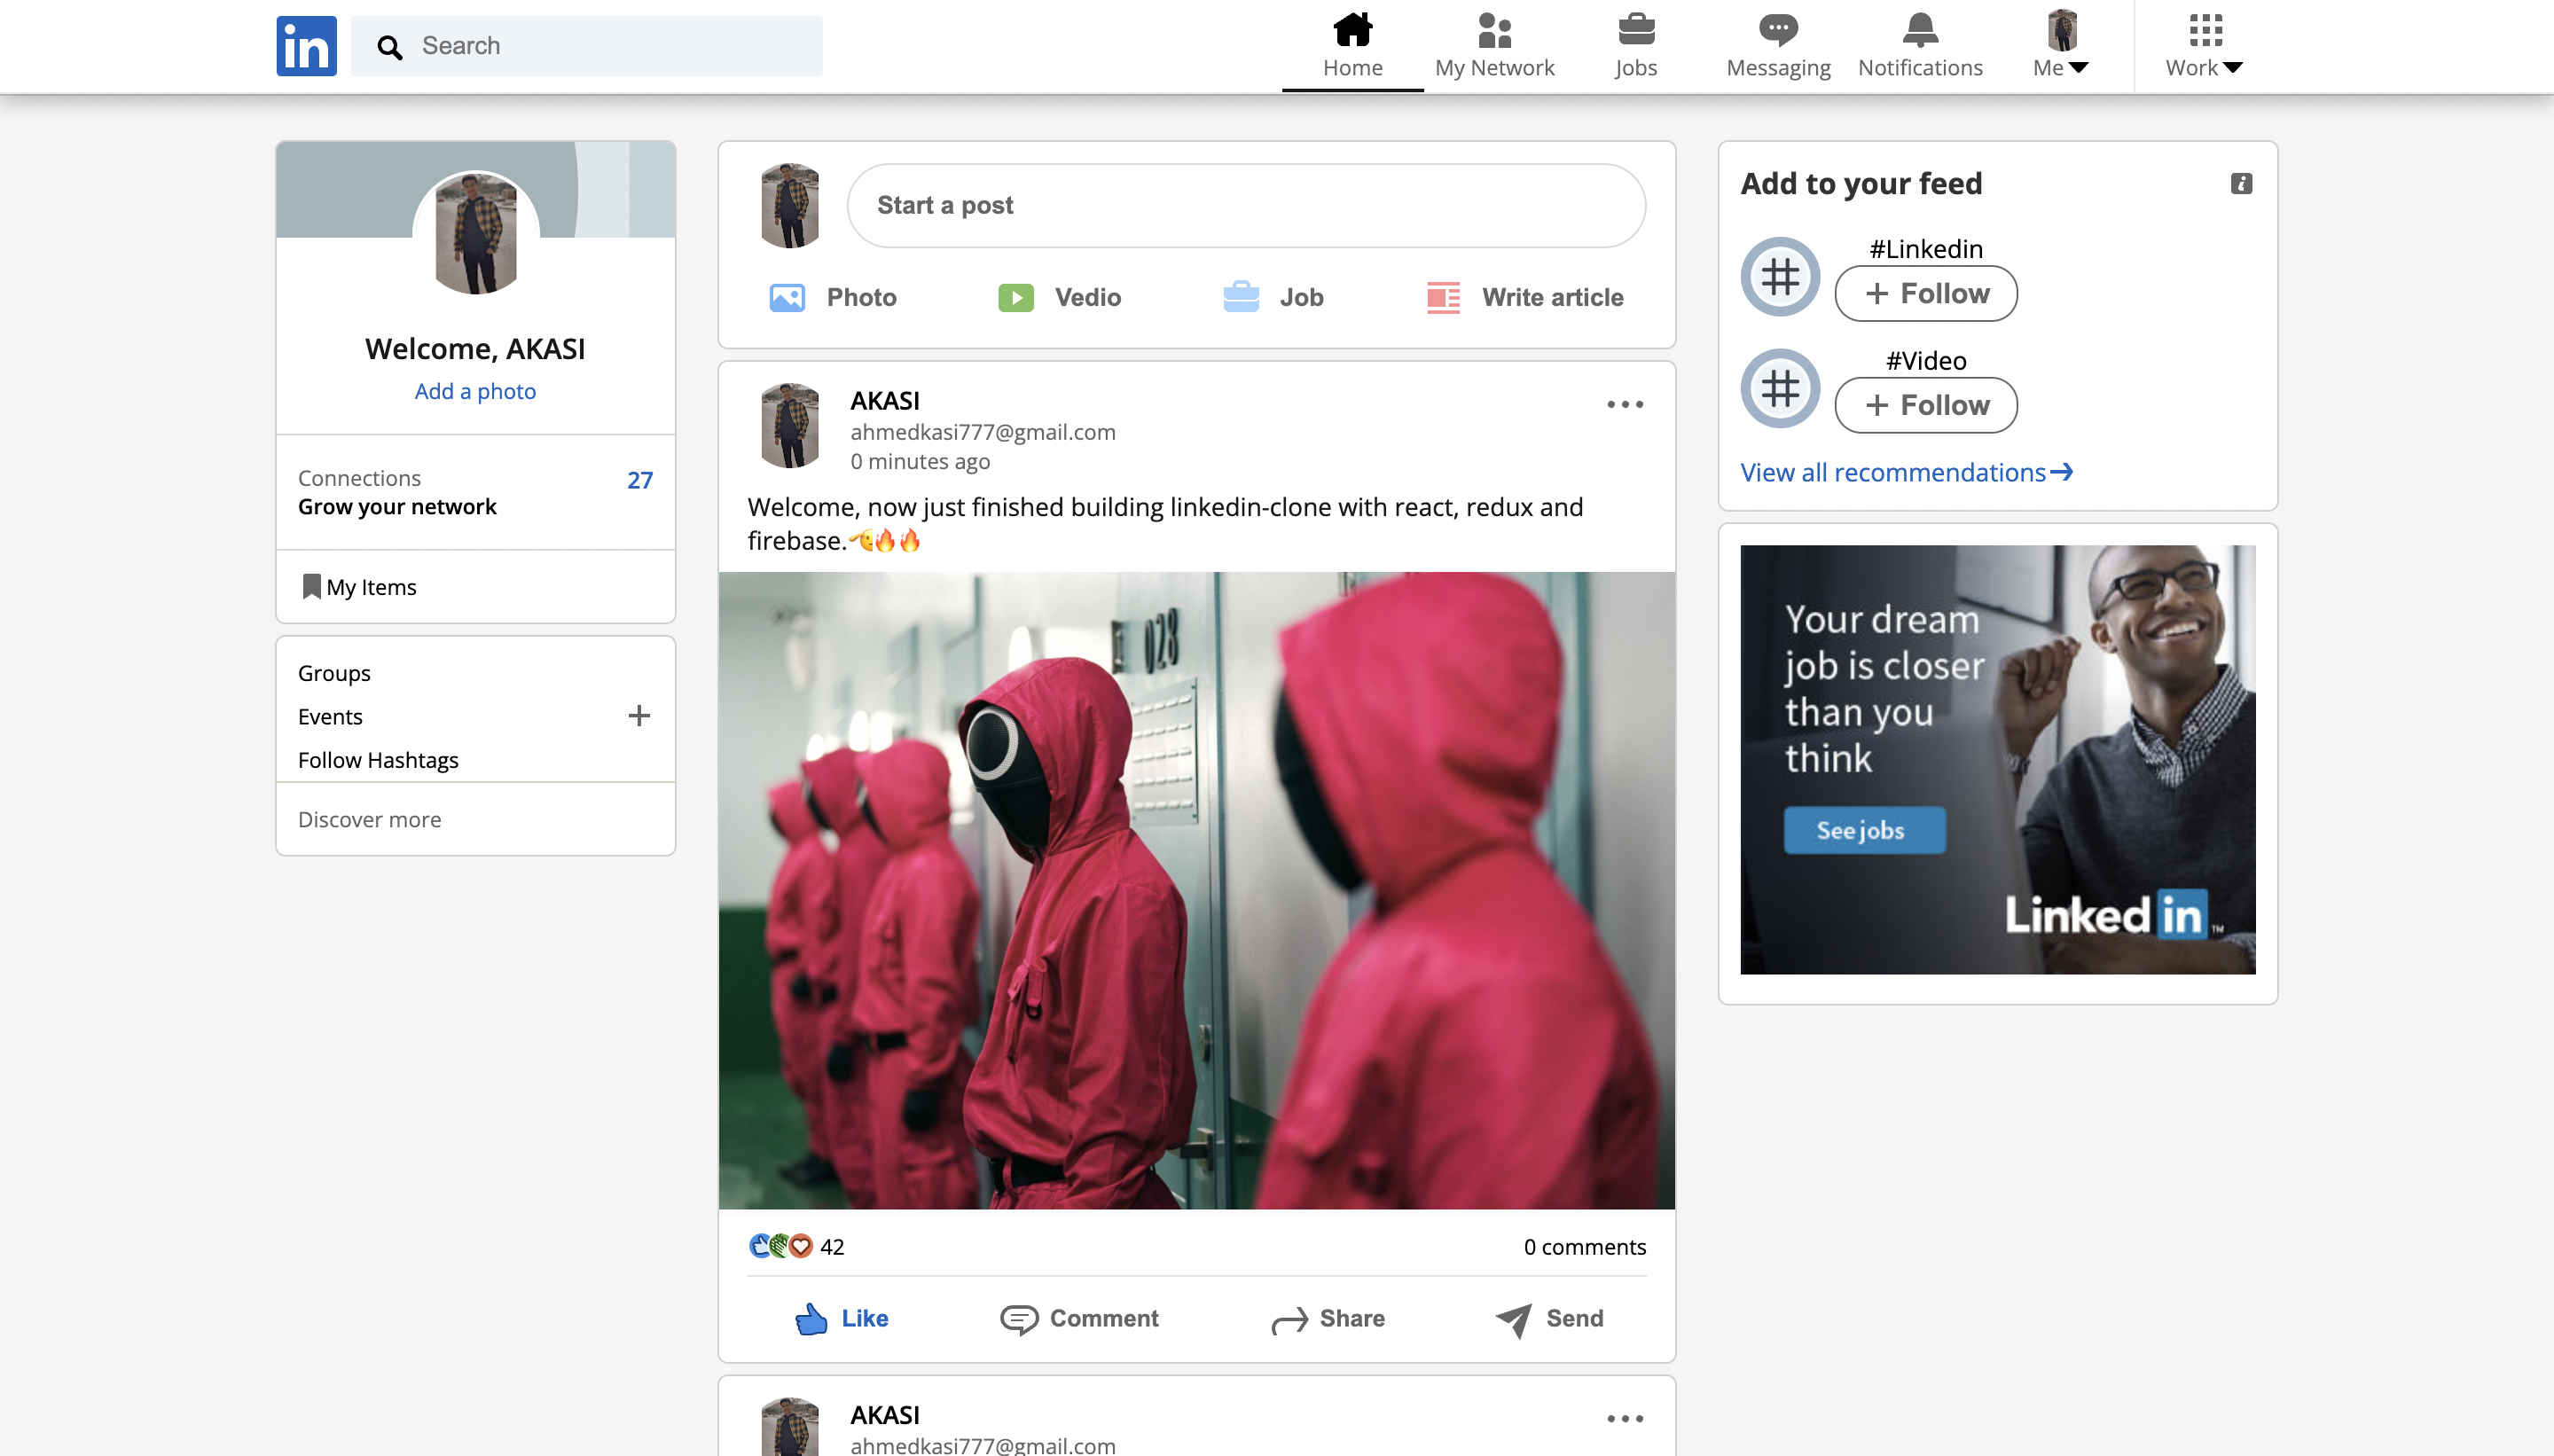 in
Search
Home
My Network
Jobs
Messaging
Notifications
Me
Work
Welcome, AKASI
Add a photo
Connections
27
Grow your network
My Items
Groups
Events
Follow Hashtags
Discover more
Start a post
Photo
Vedio
Job
Write article
AKASI
ahmedkasi777@gmail.com
0 minutes ago
Welcome, now just finished building linkedin-clone with react, redux and
firebase.🤜🔥🔥
028
42
0 comments
Like
Comment
Share
Send
AKASI
ahmedkasi777@gmail.com
Add to your feed
#Linkedin
+ Follow
#Video
+ Follow
View all recommendations
Your dream
job is closer
than you
think
See jobs
Linked in ™